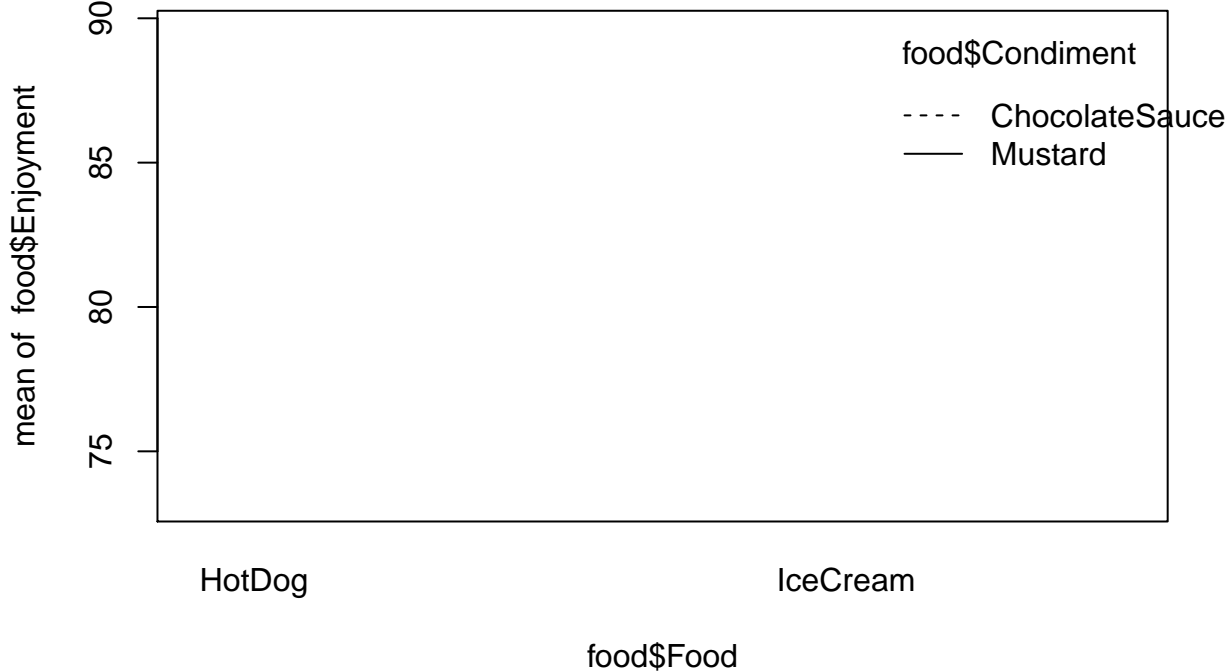 mean of  food$Enjoyment
90
85
80
75
food$Condiment
ChocolateSauce
Mustard
HotDog
IceCream
food$Food